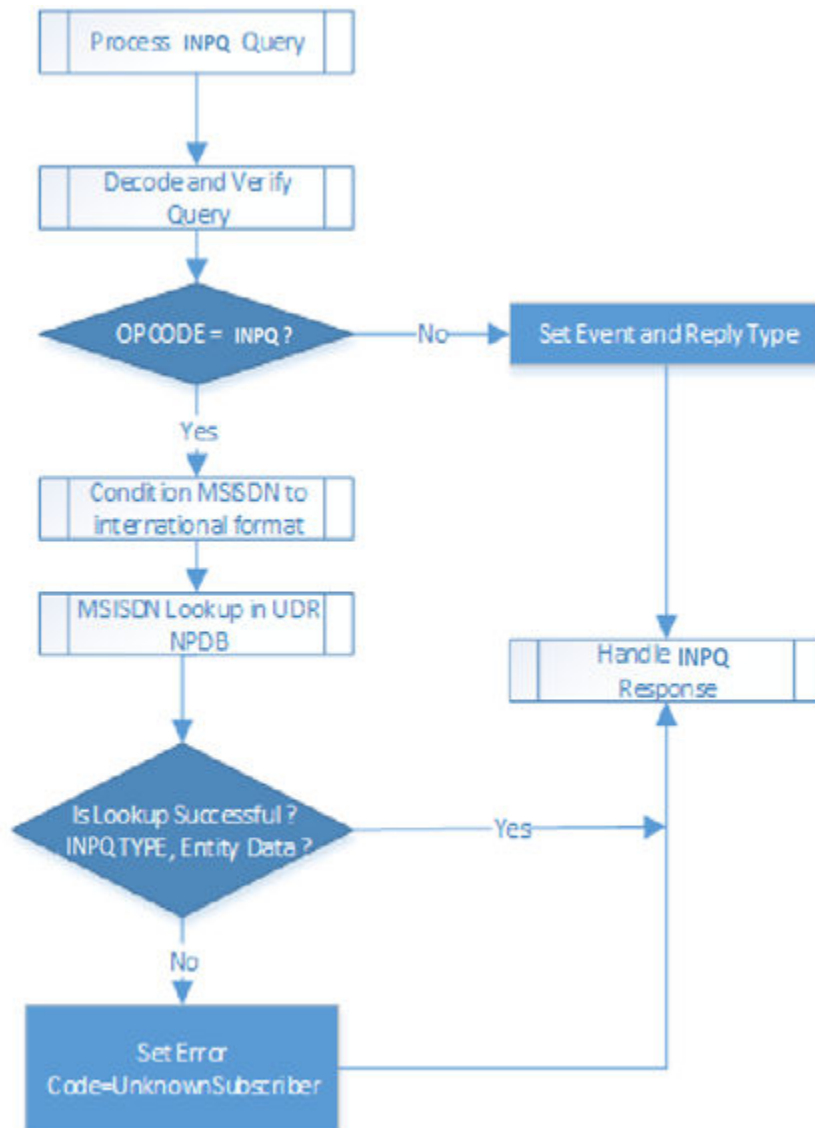 Process INPQ Query
Decode and Verify
Query
OPCODE = INPQ ?
No
Set Event and Reply Type
Yes
Condition MSISDN to
international format
MSISDN Lookup in UDR
NPDB
Handle INPQ
Response
Is Lookup Successful ?
INPQTYPE, Entity Data ?
Yes
No
Set Error
Code=UnknownSubscriber